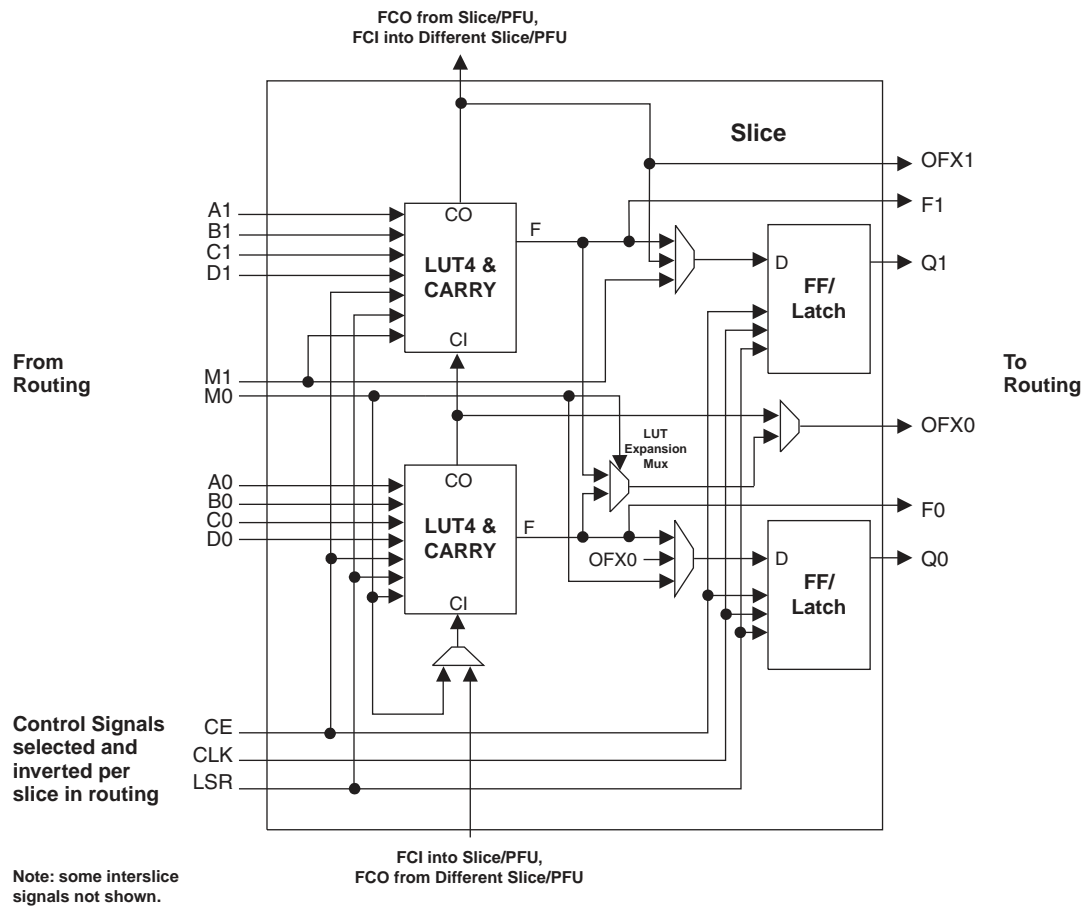 FCO from Slice/PFU,
FCI into Different Slice/PFU
Slice
OFX1
F1
A1
B1
C1
D1
CO
LUT4 &
CARRY
CI
F
D
FF/
Latch
Q1
From
Routing
M1
M0
To
Routing
LUT
Expansion
Mux
OFX0
A0
B0
C0
D0
CO
LUT4 &
CARRY
CI
F
OFX0
F0
D
FF/
Latch
Q0
Control Signals
selected and
inverted per
slice in routing
CE
CLK
LSR
FCI into Slice/PFU,
FCO from Different Slice/PFU
Note: some interslice
signals not shown.